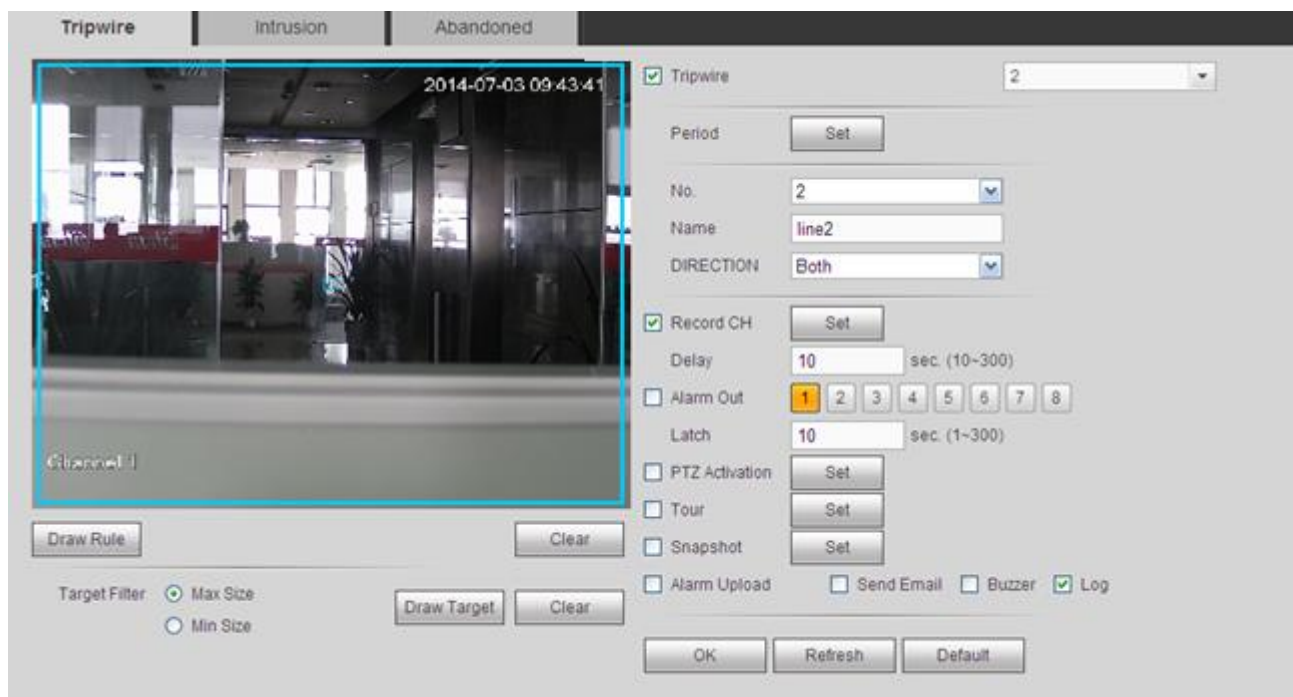 Tripwire Intrusion Abandoned
2014-07-03 09:43:41
Channel 1
Draw Rule Clear
Target Filter Max Size
Min Size
Draw Target Clear
Tripwire 2
Period Set
No. 2
Name line2
DIRECTION Both
Record CH Set
Delay 10 sec. (10~300)
Alarm Out 1 2 3 4 5 6 7 8
Latch 10 sec. (1~300)
PTZ Activation Set
Tour Set
Snapshot Set
Alarm Upload Send Email Buzzer Log
OK Refresh Default